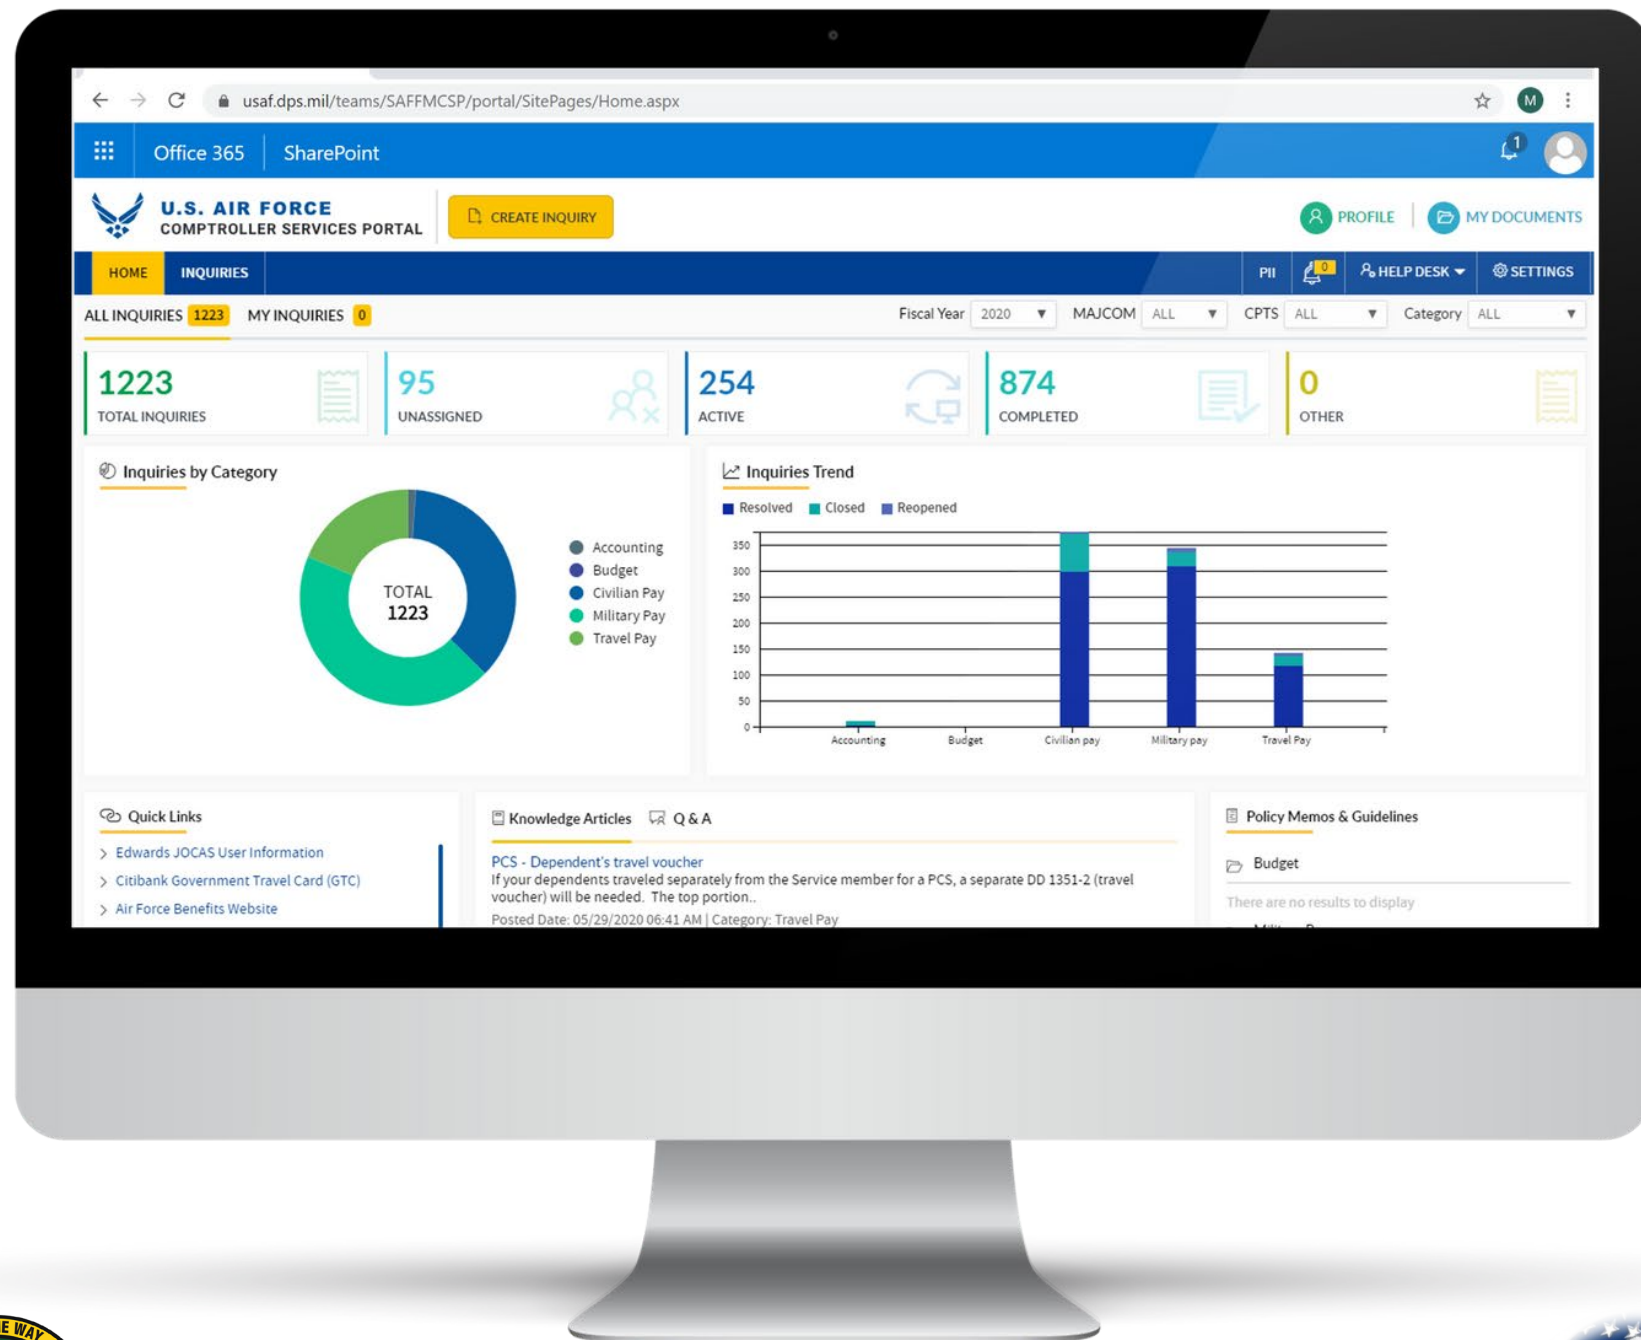 usaf.dps.mil/teams/SAFFMCSP/portal/SitePages/Home.aspx
M
Office 365 SharePoint
1
U.S. AIR FORCE
COMPTROLLER SERVICES PORTAL
CREATE INQUIRY
PROFILE
MY DOCUMENTS
HOME INQUIRIES
PII 0 HELP DESK SETTINGS
ALL INQUIRIES 1223 MY INQUIRIES 0
Fiscal Year 2020 MAJCOM ALL CPTS ALL Category ALL
1223
TOTAL INQUIRIES
95
UNASSIGNED
254
ACTIVE
874
COMPLETED
0
OTHER
Inquiries by Category
TOTAL
1223
Accounting
Budget
Civilian Pay
Military Pay
Travel Pay
Inquiries Trend
Resolved Closed Reopened
350
300
250
200
150
100
50
0
Accounting Budget Civilian pay Military pay Travel Pay
Quick Links
Edwards JOCAS User Information
Citibank Government Travel Card (GTC)
Air Force Benefits Website
Knowledge Articles Q & A
PCS - Dependent's travel voucher
If your dependents traveled separately from the Service member for a PCS, a separate DD 1351-2 (travel
voucher) will be needed. The top portion..
Posted Date: 05/29/2020 06:41 AM | Category: Travel Pay
Policy Memos & Guidelines
Budget
There are no results to display
WAY